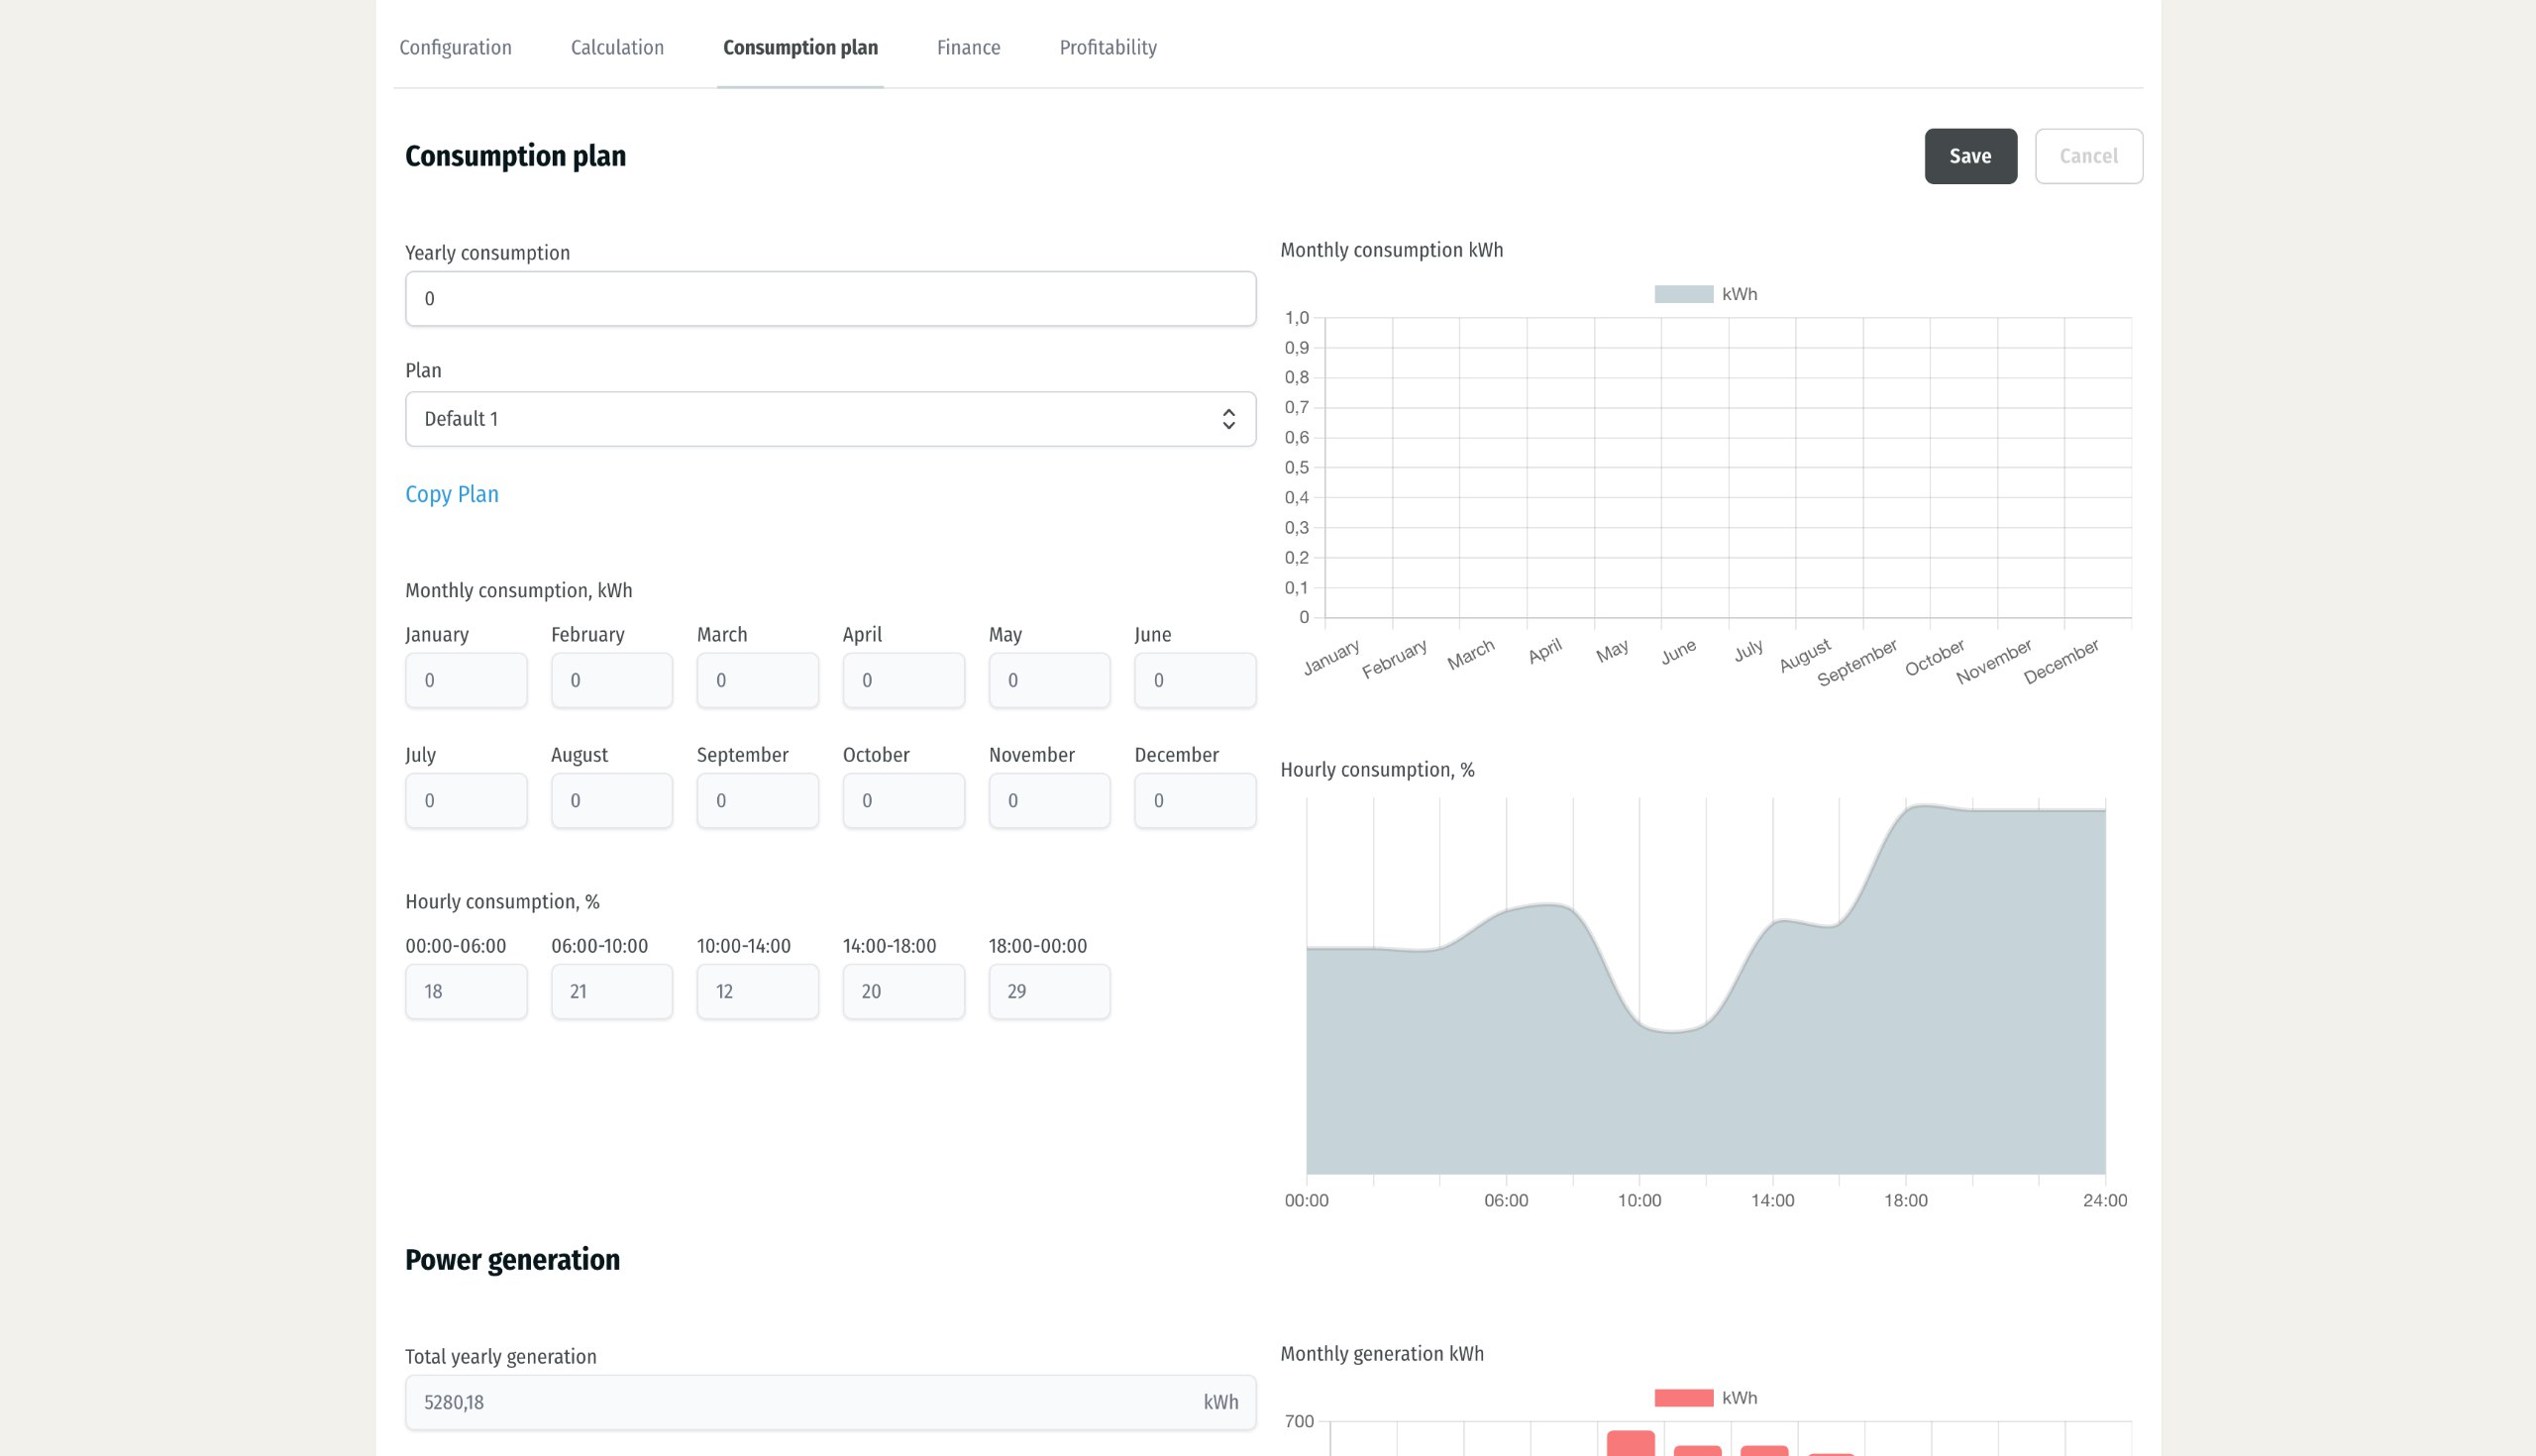 Configuration Calculation Consumption plan Finance Profitability
Consumption plan
Save Cancel
Yearly consumption
0
Plan
Default 1
Copy Plan
Monthly consumption, kWh
January February March April May June
0 0 0 0 0 0
July August September October November December
0 0 0 0 0 0
Hourly consumption, %
00:00-06:00 06:00-10:00 10:00-14:00 14:00-18:00 18:00-00:00
18 21 12 20 29
Monthly consumption kWh
kWh
1,0
0,9
0,8
0,7
0,6
0,5
0,4
0,3
0,2
0,1
0
January February March April May June July August September October November December
Hourly consumption, %
00:00 06:00 10:00 14:00 18:00 24:00
Power generation
Total yearly generation
5280,18 kWh
Monthly generation kWh
kWh
700